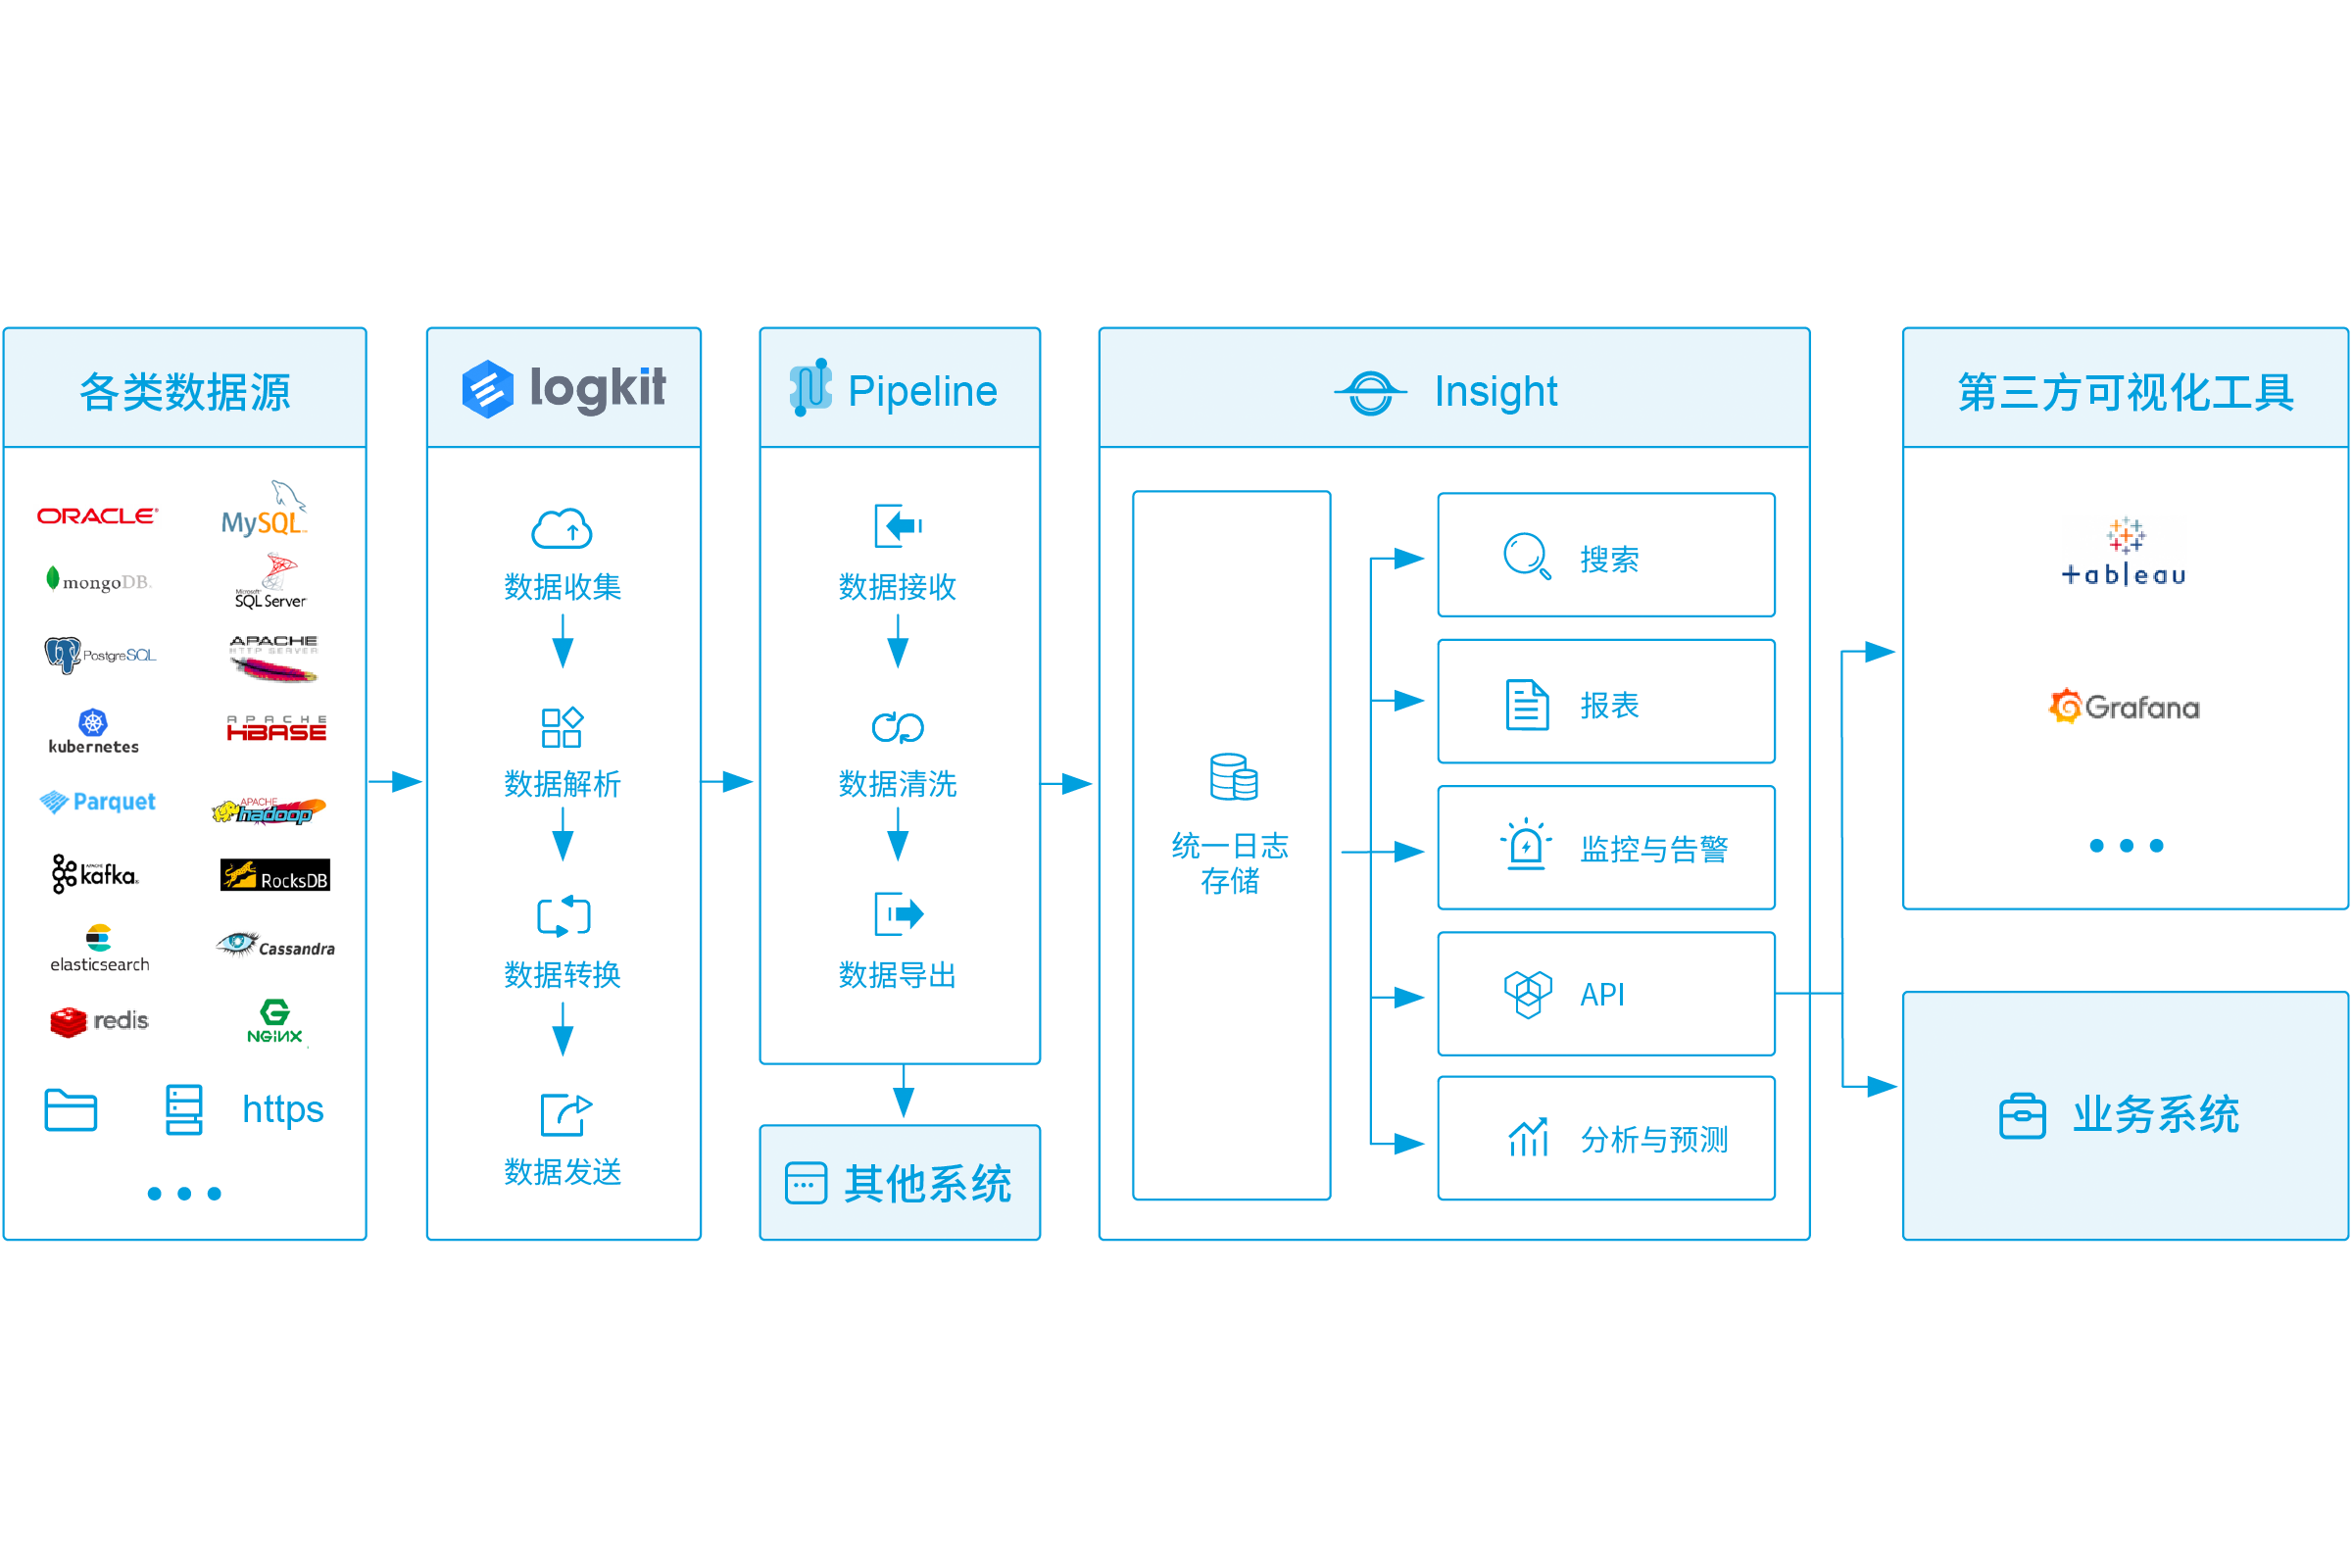 各类数据源
ORACLE®
MySQL
mongoDB.
Microsoft
SQL Server
PostgreSQL
APACHE
HTTP SERVER
kubernetes
APACHE
HBASE
Parquet
APACHE
hadoop
APACHE
kafka
RocksDB
elasticsearch
Cassandra
redis
NGINX
https
logkit
数据收集
数据解析
数据转换
数据发送
Pipeline
数据接收
数据清洗
数据导出
其他系统
Insight
统一日志
存储
搜索
报表
监控与告警
API
分析与预测
第三方可视化工具
+ableau
Grafana
业务系统